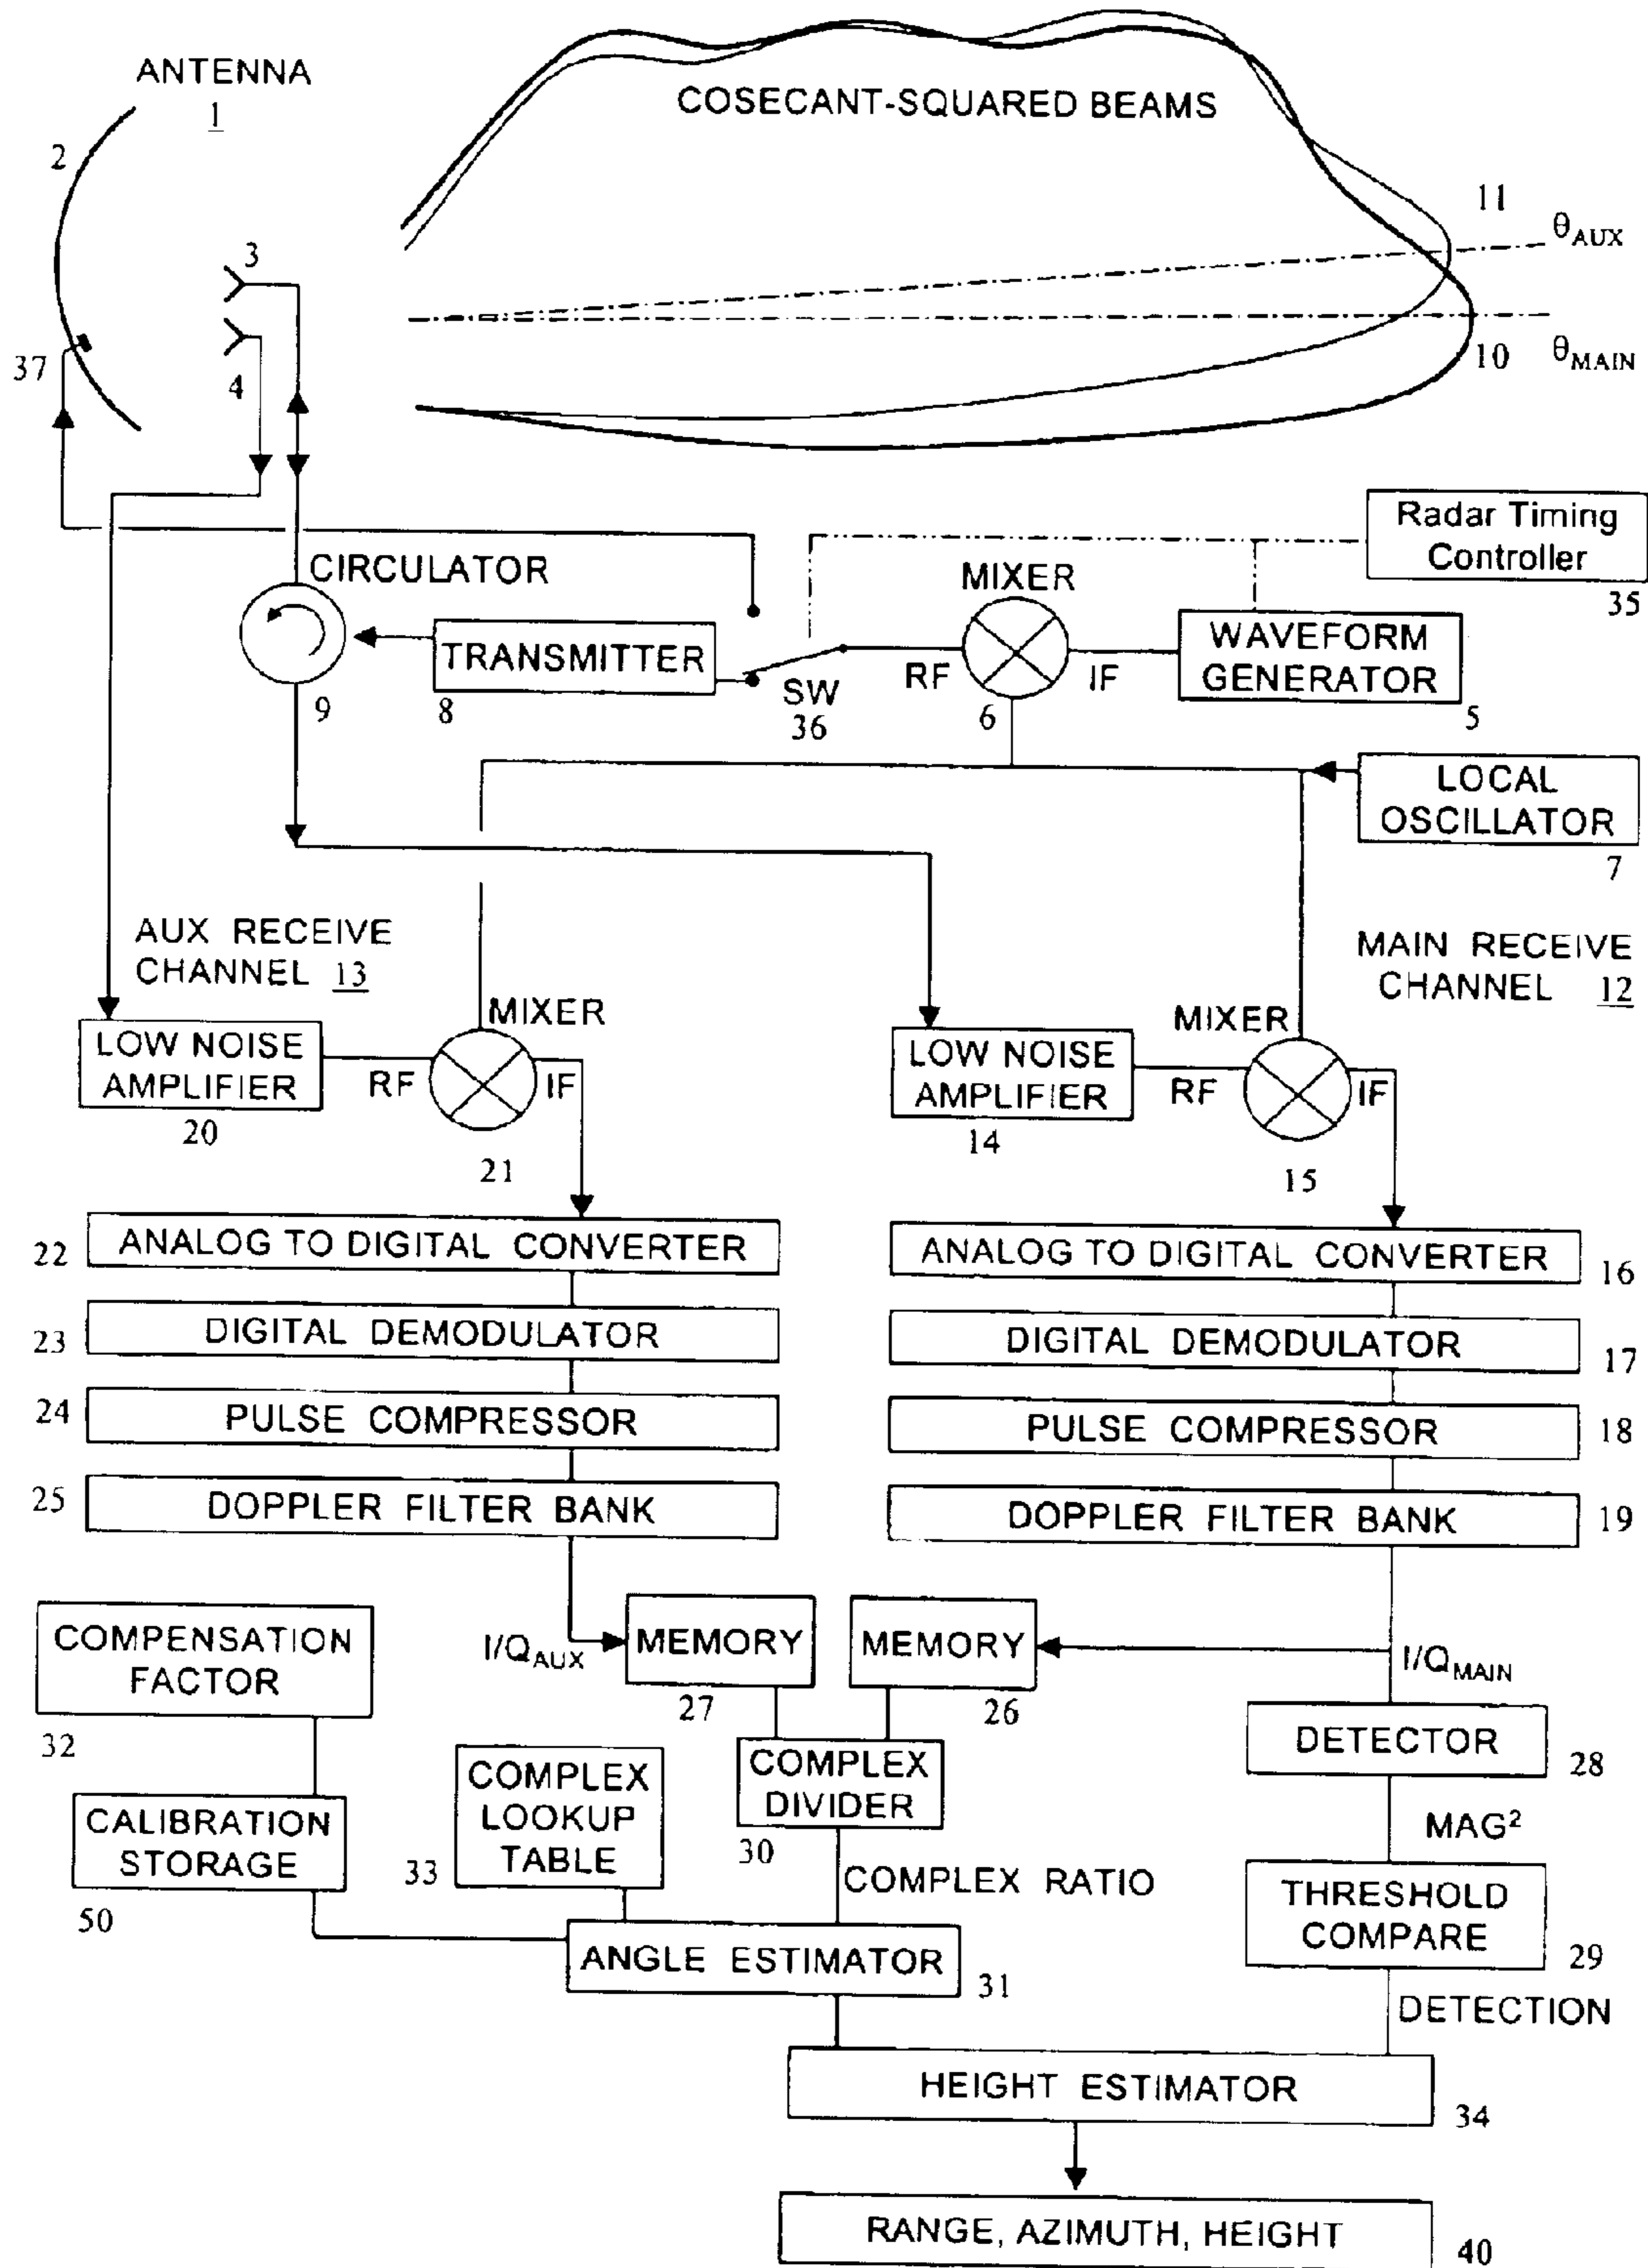 ANTENNA
1
COSECANT-SQUARED BEAMS
2
3
11
θAUX
4
37
10
θMAIN
Radar Timing
Controller
35
CIRCULATOR
MIXER
TRANSMITTER
WAVEFORM
GENERATOR
RF
IF
SW
36
9
8
6
5
LOCAL
OSCILLATOR
7
AUX RECEIVE
CHANNEL 13
MAIN RECEIVE
CHANNEL 12
MIXER
MIXER
LOW NOISE
AMPLIFIER
RF
IF
LOW NOISE
AMPLIFIER
RF
IF
20
21
14
15
22
ANALOG TO DIGITAL CONVERTER
ANALOG TO DIGITAL CONVERTER
16
23
DIGITAL DEMODULATOR
DIGITAL DEMODULATOR
17
24
PULSE COMPRESSOR
PULSE COMPRESSOR
18
25
DOPPLER FILTER BANK
DOPPLER FILTER BANK
19
COMPENSATION
FACTOR
I/QAUX
MEMORY
MEMORY
I/QMAIN
32
27
26
DETECTOR
28
COMPLEX
LOOKUP
TABLE
COMPLEX
DIVIDER
CALIBRATION
STORAGE
MAG²
33
30
50
COMPLEX RATIO
THRESHOLD
COMPARE
ANGLE ESTIMATOR
31
29
DETECTION
HEIGHT ESTIMATOR
34
RANGE, AZIMUTH, HEIGHT
40